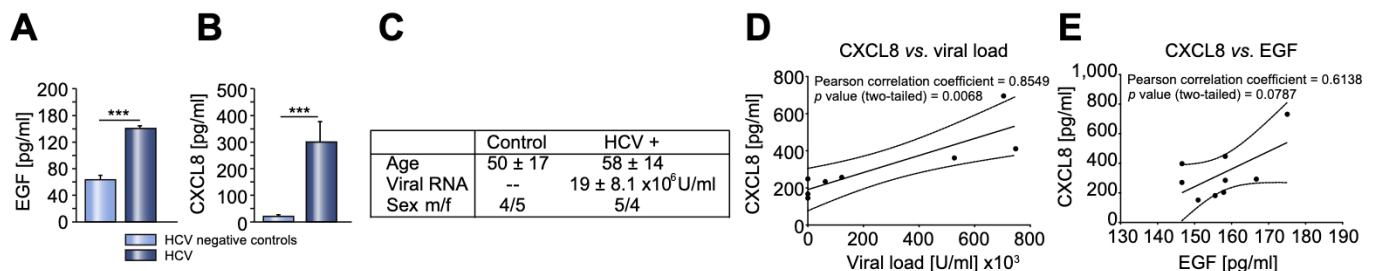 A
B
C
D
E
EGF [pg/ml]
200
180
140
100
60
20
0
***
CXCL8 [pg/ml]
500
400
300
200
100
0
***
HCV negative controls
HCV
Control HCV +
Age 50 ± 17 58 ± 14
Viral RNA -- 19 ± 8.1 x10⁶U/ml
Sex m/f 4/5 5/4
CXCL8 vs. viral load
Pearson correlation coefficient = 0.8549
p value (two-tailed) = 0.0068
CXCL8 [pg/ml]
800
600
400
200
0
0 200 400 600 800
Viral load [U/ml] x10³
CXCL8 vs. EGF
Pearson correlation coefficient = 0.6138
p value (two-tailed) = 0.0787
CXCL8 [pg/ml]
1,000
800
600
400
200
0
130 140 150 160 170 180 190
EGF [pg/ml]